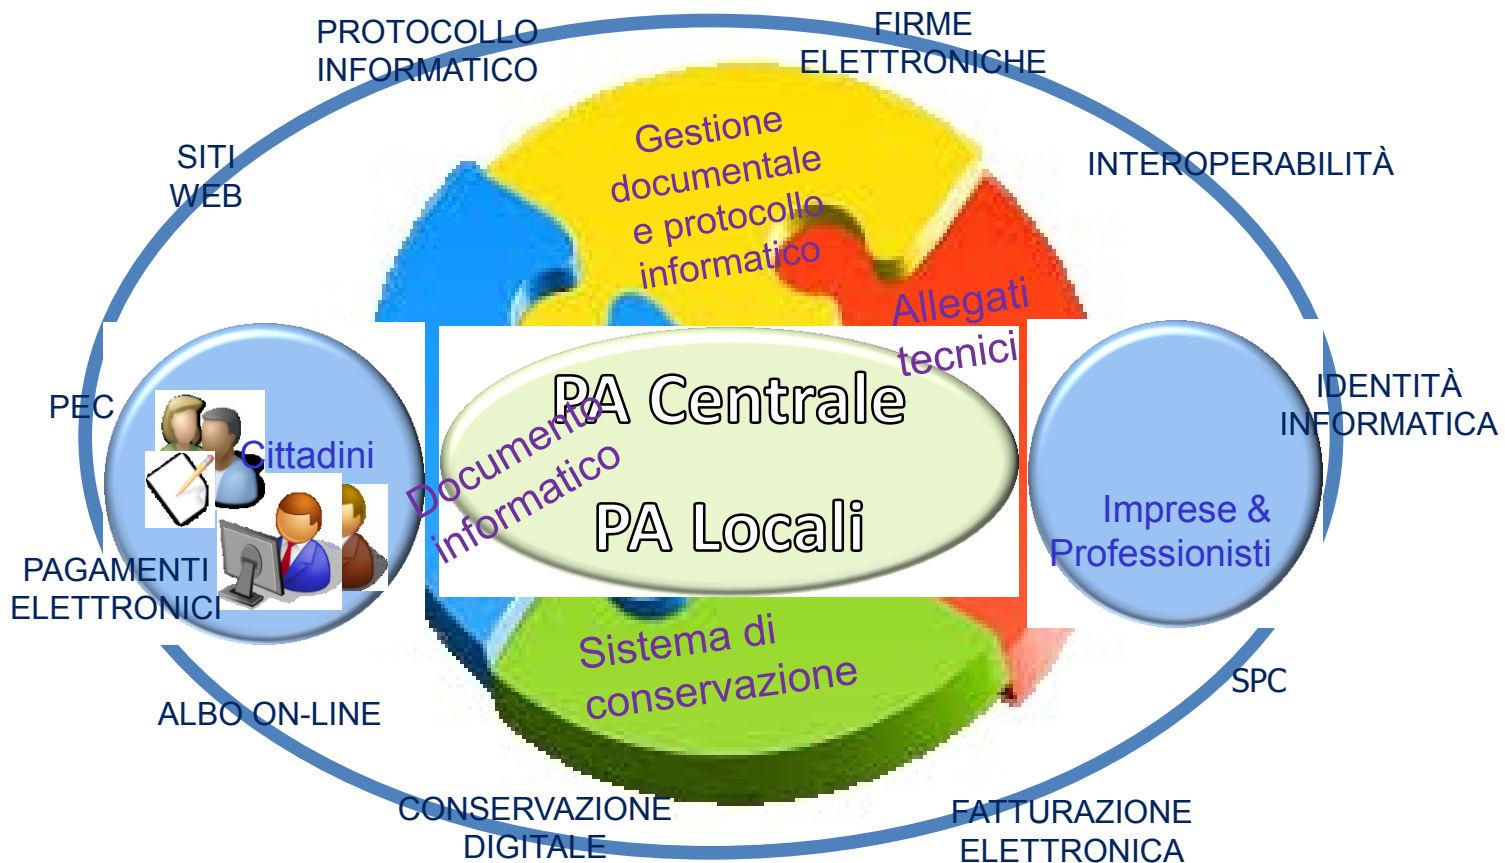 PROTOCOLLO
INFORMATICO
FIRME
ELETTRONICHE
SITI
WEB
INTEROPERABILITÀ
Gestione
documentale
e protocollo
informatico
Allegati
tecnici
PEC
Cittadini
PA Centrale
PA Locali
Documento
informatico
IDENTITÀ
INFORMATICA
Imprese &
Professionisti
PAGAMENTI
ELETTRONICI
Sistema di
conservazione
SPC
ALBO ON-LINE
CONSERVAZIONE
DIGITALE
FATTURAZIONE
ELETTRONICA